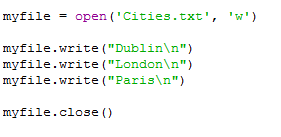 myfile = open('Cities.txt', 'w')
myfile.write("Dublin\n")
myfile.write("London\n")
myfile.write("Paris\n")
myfile.close()